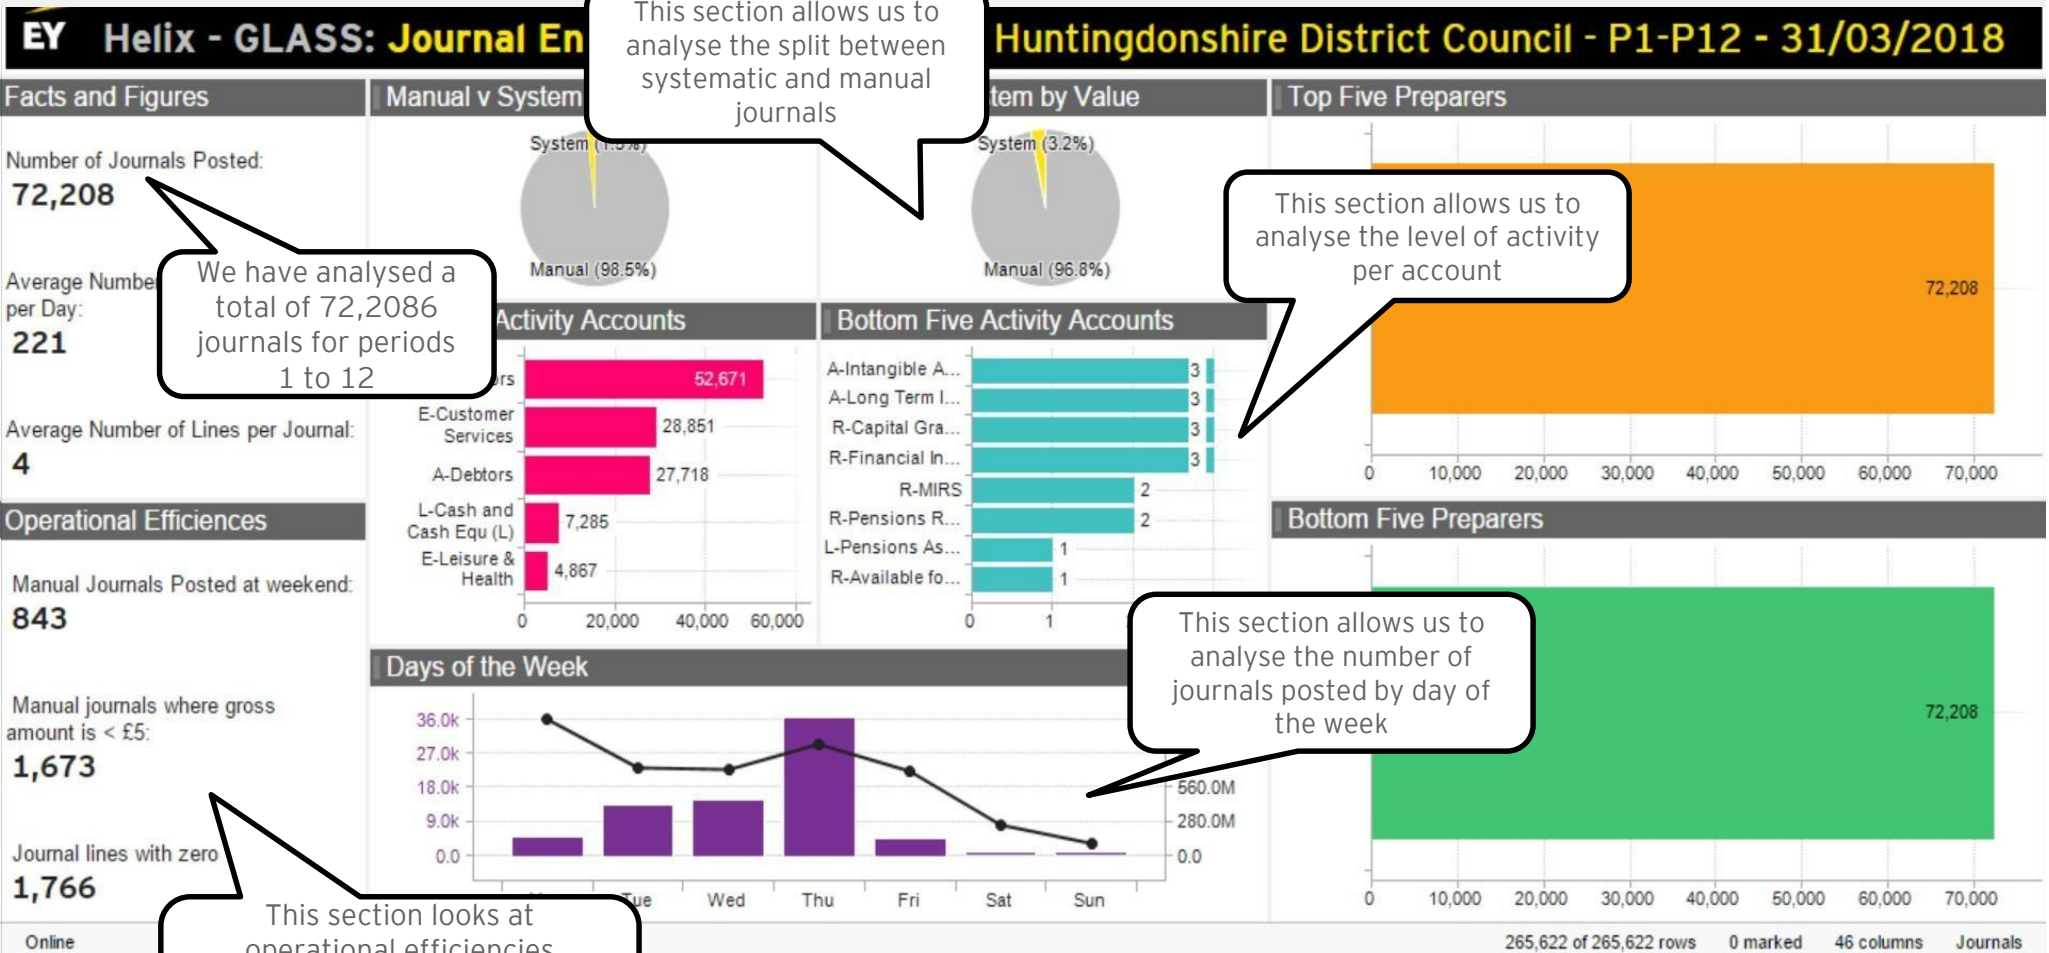 EY Helix - GLASS: Journal En
Huntingdonshire District Council - P1-P12 - 31/03/2018
This section allows us to
analyse the split between
systematic and manual
journals
Facts and Figures
Number of Journals Posted:
72,208
Average Number
per Day:
221
Average Number of Lines per Journal:
4
We have analysed a
total of 72,2086
journals for periods
1 to 12
Operational Efficiences
Manual Journals Posted at weekend:
843
Manual journals where gross
amount is < £5:
1,673
Journal lines with zero
1,766
This section looks at
operational efficiencies
Manual v System
System (1.5%)
Manual (98.5%)
tem by Value
System (3.2%)
Manual (96.8%)
Activity Accounts
rs
52,671
E-Customer
Services
28,851
A-Debtors
27,718
L-Cash and
Cash Equ (L)
7,285
E-Leisure &
Health
4,867
0 20,000 40,000 60,000
Bottom Five Activity Accounts
A-Intangible A... 3
A-Long Term I... 3
R-Capital Gra... 3
R-Financial In... 3
R-MIRS 2
R-Pensions R... 2
L-Pensions As... 1
R-Available fo... 1
0 1
This section allows us to
analyse the level of activity
per account
Days of the Week
36.0k
27.0k
18.0k
9.0k
0.0
560.0M
280.0M
0.0
Tue Wed Thu Fri Sat Sun
This section allows us to
analyse the number of
journals posted by day of
the week
Top Five Preparers
72,208
0 10,000 20,000 30,000 40,000 50,000 60,000 70,000
Bottom Five Preparers
72,208
0 10,000 20,000 30,000 40,000 50,000 60,000 70,000
Online
265,622 of 265,622 rows 0 marked 46 columns Journals